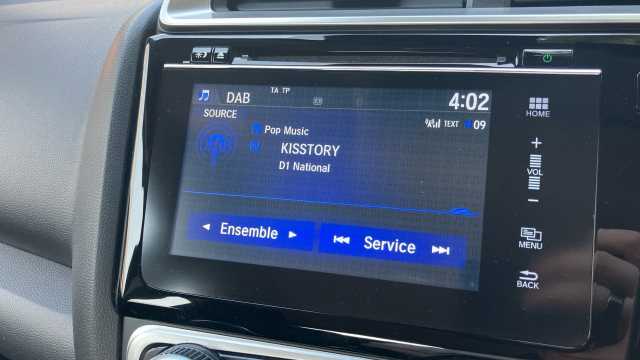 DAB
TA TP
4:02
SOURCE
TEXT 09
Pop Music
KISSTORY
D1 National
Ensemble
Service
HOME
+
VOL
−
MENU
BACK